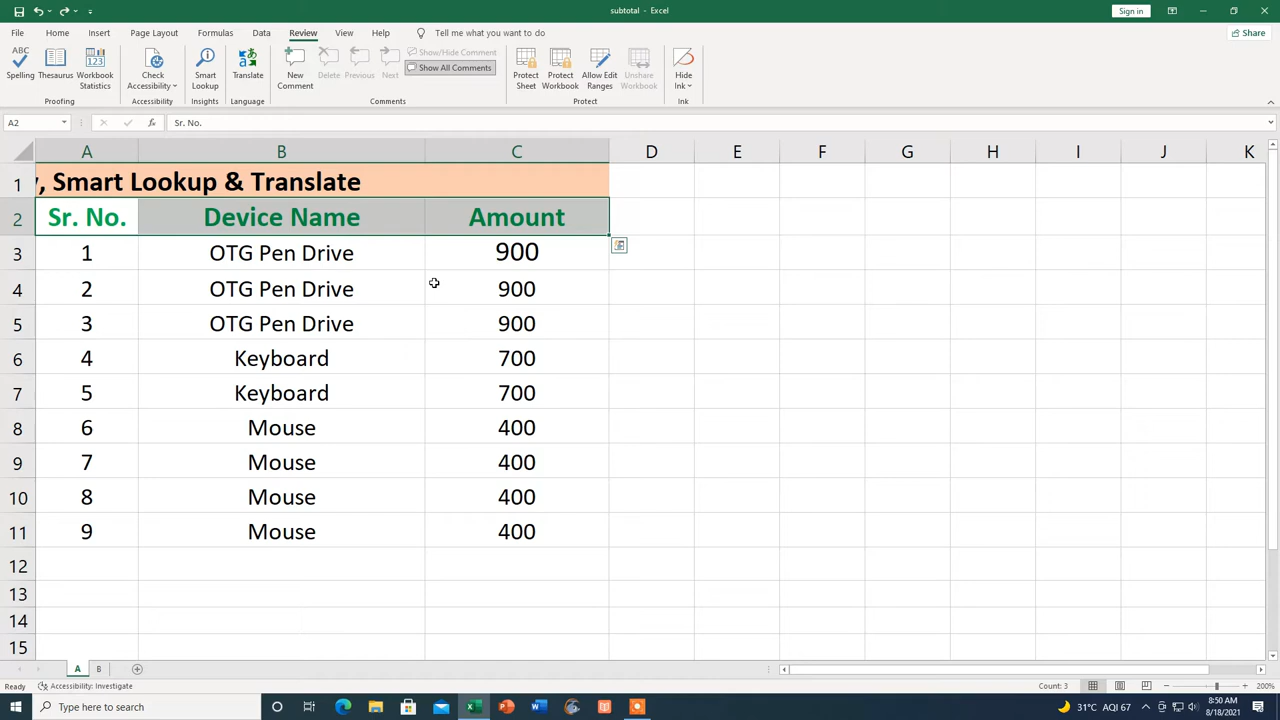 subtotal - Excel
Sign in
File Home Insert Page Layout Formulas Data Review View Help Tell me what you want to do Share
ABC
123
Spelling Thesaurus Workbook Statistics
Check Accessibility
Smart Lookup
Translate
New Comment
Delete Previous Next
Show/Hide Comment
Show All Comments
Protect Sheet
Protect Workbook
Allow Edit Ranges
Unshare Workbook
Hide Ink
Proofing Accessibility Insights Language Comments Protect Ink
A2 fx Sr. No.
A B C D E F G H I J K
1 , Smart Lookup & Translate
2 Sr. No. Device Name Amount
3 1 OTG Pen Drive 900
4 2 OTG Pen Drive 900
5 3 OTG Pen Drive 900
6 4 Keyboard 700
7 5 Keyboard 700
8 6 Mouse 400
9 7 Mouse 400
10 8 Mouse 400
11 9 Mouse 400
12
13
14
15
A B
Ready Accessibility: Investigate Count: 3 200%
Type here to search 31°C AQI 67 8:50 AM
8/18/2021